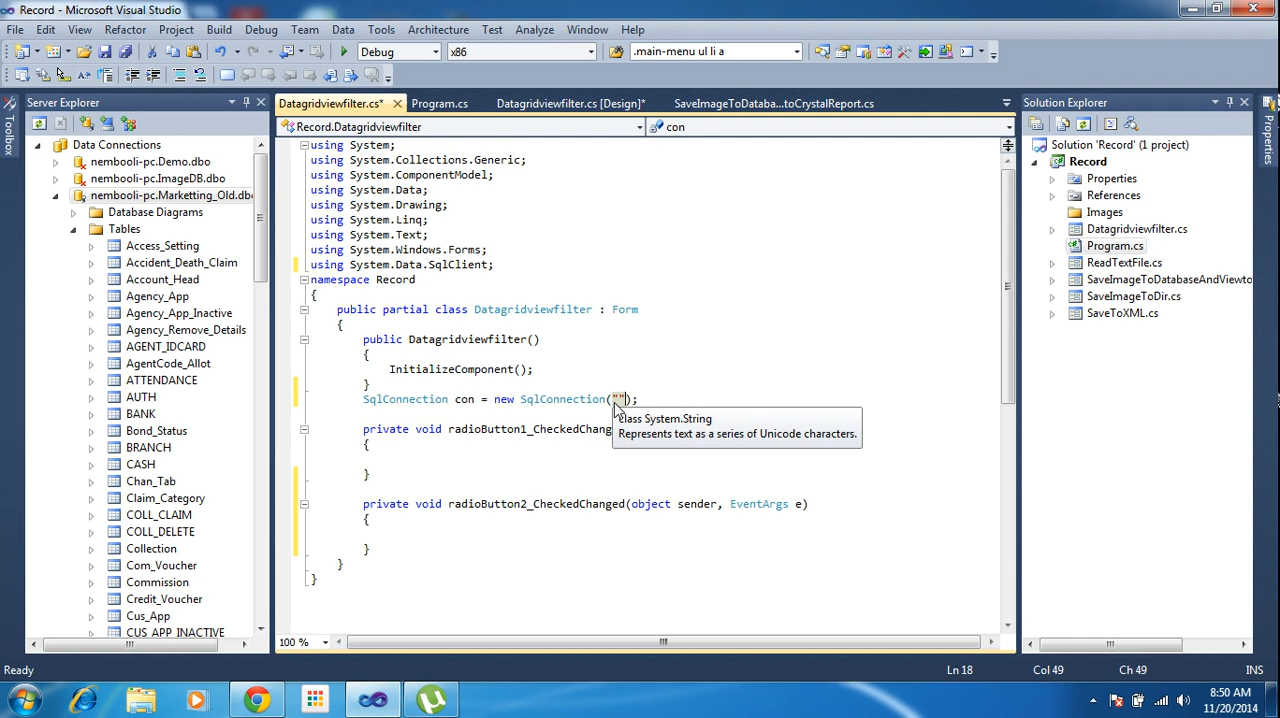 Record - Microsoft Visual Studio
File Edit View Refactor Project Build Debug Team Data Tools Architecture Test Analyze Window Help
Debug x86 .main-menu ul li a
Server Explorer
Datagridviewfilter.cs* Program.cs Datagridviewfilter.cs [Design]* SaveImageToDataba...toCrystalReport.cs
Solution Explorer
Toolbox
Properties
Record.Datagridviewfilter con
Data Connections
nembooli-pc.Demo.dbo
nembooli-pc.ImageDB.dbo
nembooli-pc.Marketting_Old.dbo
Database Diagrams
Tables
Access_Setting
Accident_Death_Claim
Account_Head
Agency_App
Agency_App_Inactive
Agency_Remove_Details
AGENT_IDCARD
AgentCode_Allot
ATTENDANCE
AUTH
BANK
Bond_Status
BRANCH
CASH
Chan_Tab
Claim_Category
COLL_CLAIM
COLL_DELETE
Collection
Com_Voucher
Commission
Credit_Voucher
Cus_App
CUS_APP_INACTIVE
using System;
using System.Collections.Generic;
using System.ComponentModel;
using System.Data;
using System.Drawing;
using System.Linq;
using System.Text;
using System.Windows.Forms;
using System.Data.SqlClient;
namespace Record
{
public partial class Datagridviewfilter : Form
{
public Datagridviewfilter()
{
InitializeComponent();
}
SqlConnection con = new SqlConnection("");
class System.String
Represents text as a series of Unicode characters.
private void radioButton1_CheckedChang
{
}
private void radioButton2_CheckedChanged(object sender, EventArgs e)
{
}
}
}
100 %
Solution 'Record' (1 project)
Record
Properties
References
Images
Datagridviewfilter.cs
Program.cs
ReadTextFile.cs
SaveImageToDatabaseAndViewto
SaveImageToDir.cs
SaveToXML.cs
Ready Ln 18 Col 49 Ch 49 INS
8:50 AM
11/20/2014